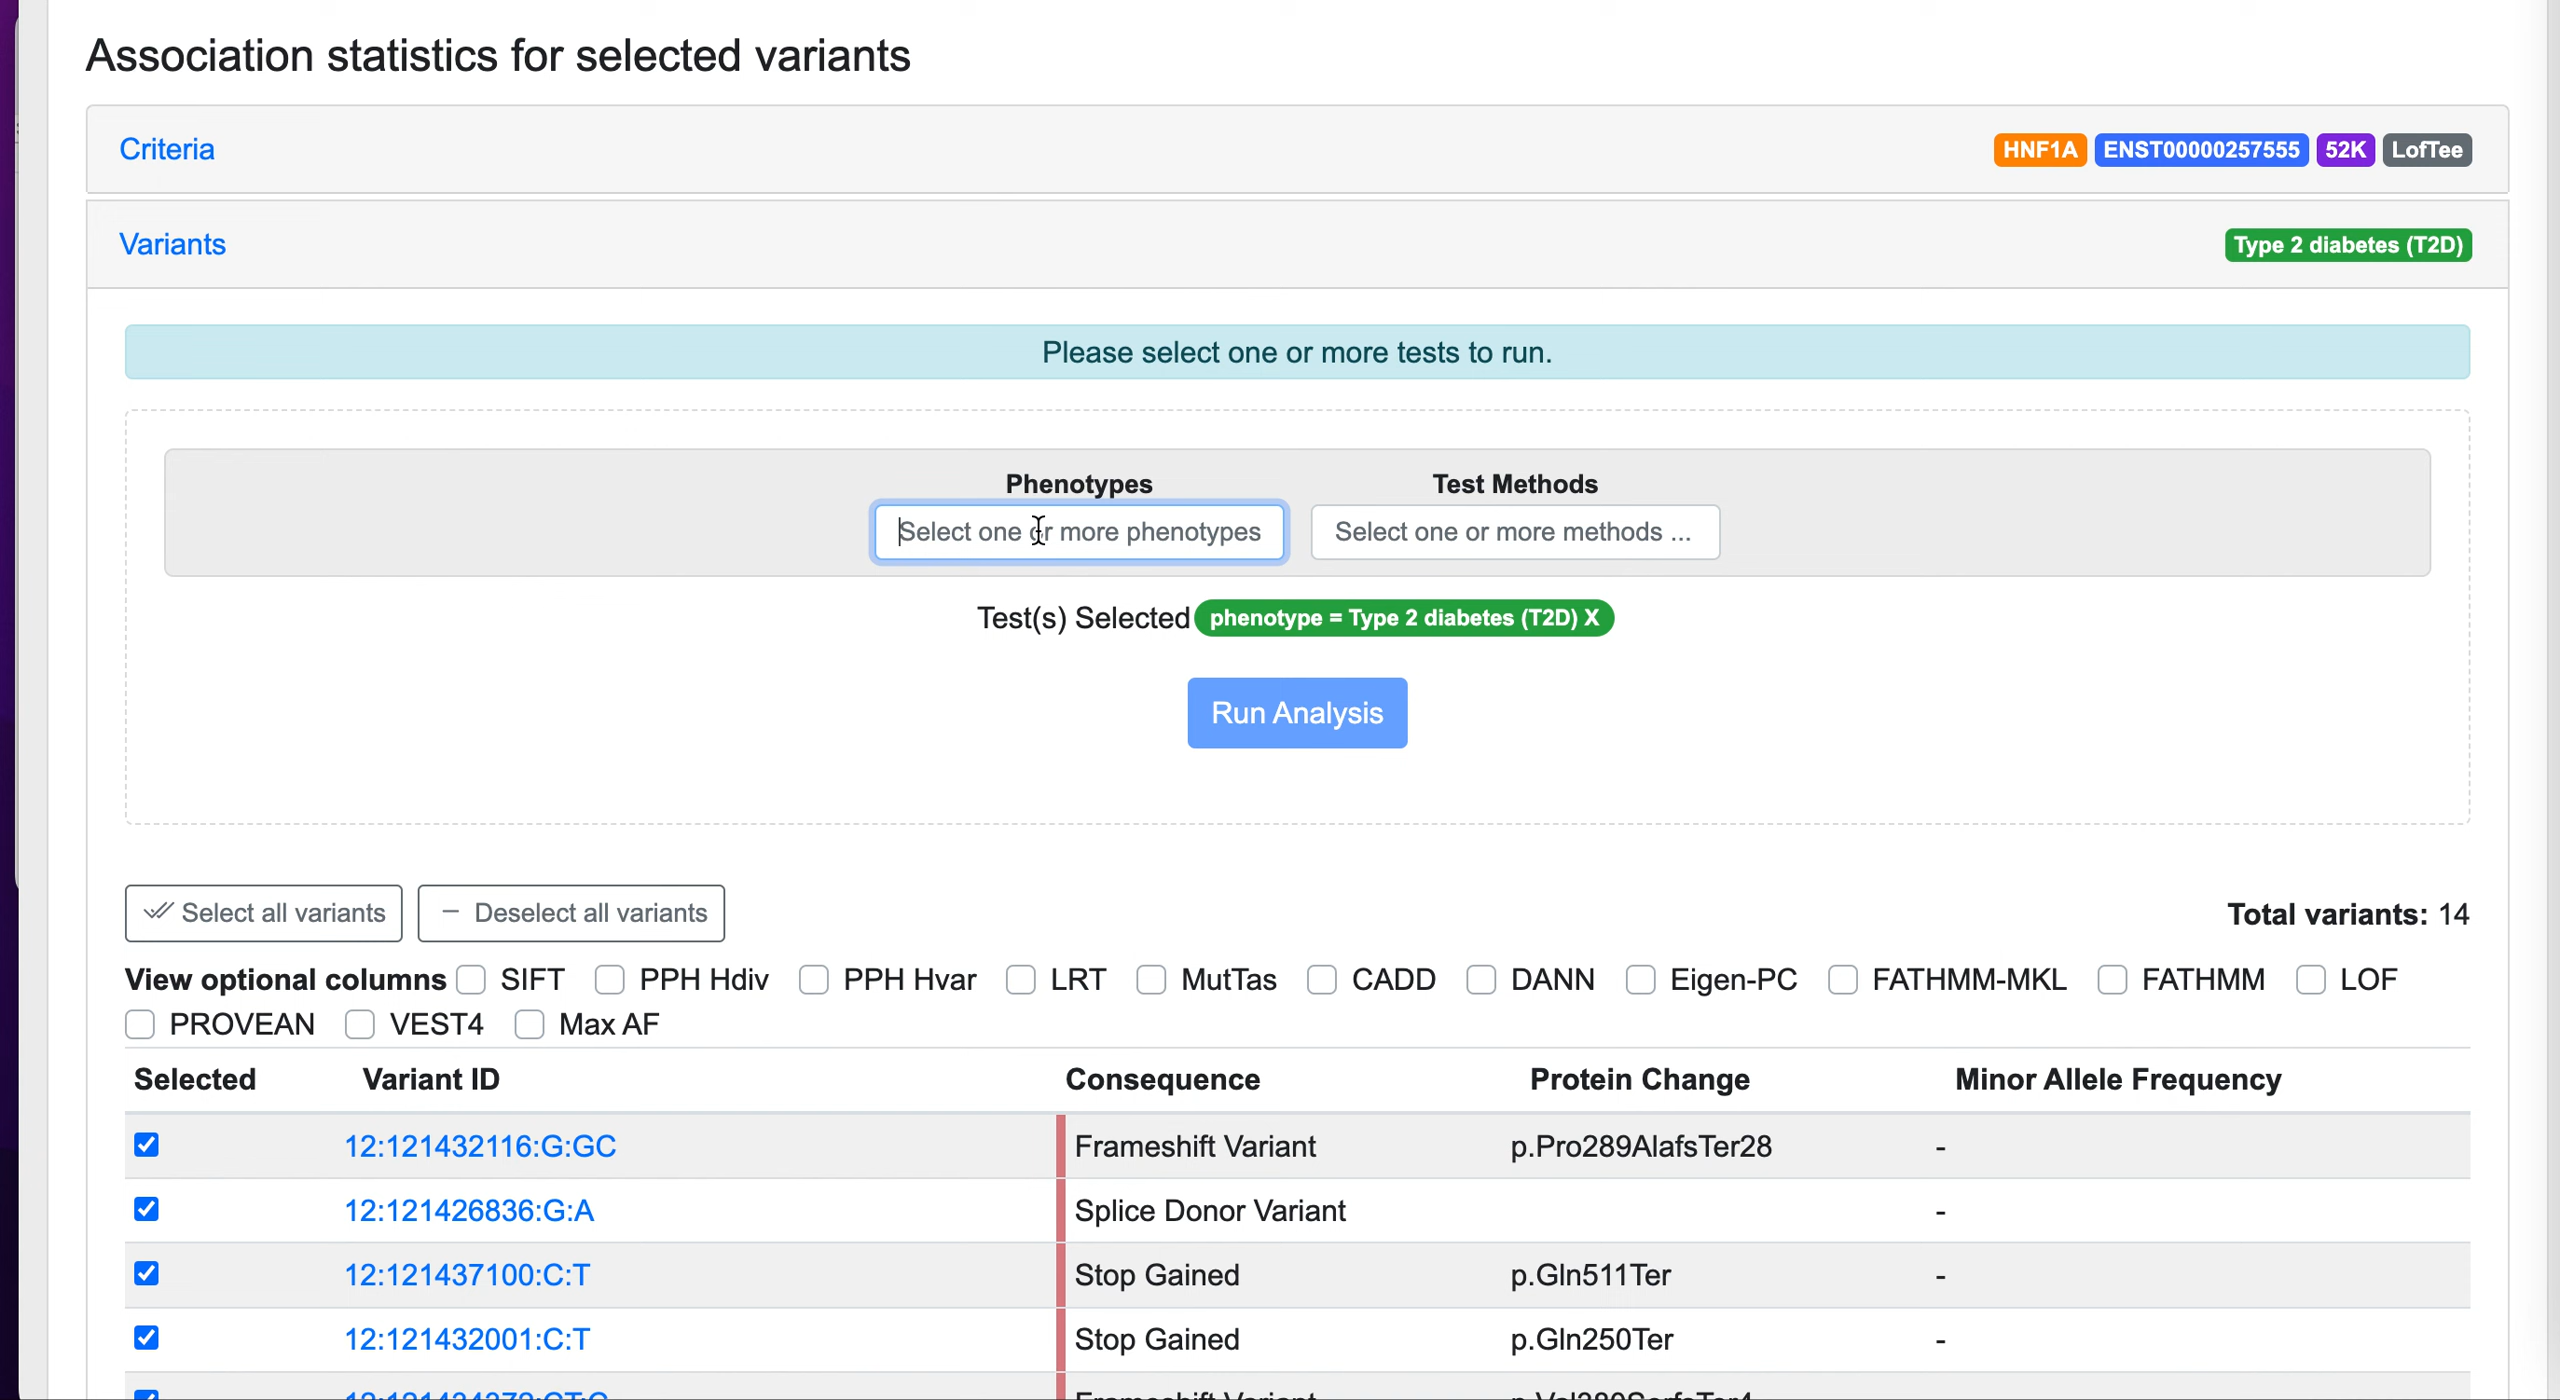 Association statistics for selected variants
Criteria HNF1A ENST00000257555 52K LofTee
Variants Type 2 diabetes (T2D)
Please select one or more tests to run.
Phenotypes Test Methods
Select one or more phenotypes Select one or more methods ...
Test(s) Selected phenotype = Type 2 diabetes (T2D) X
Run Analysis
Select all variants Deselect all variants Total variants: 14
View optional columns SIFT PPH Hdiv PPH Hvar LRT MutTas CADD DANN Eigen-PC FATHMM-MKL FATHMM LOF
PROVEAN VEST4 Max AF
Selected Variant ID Consequence Protein Change Minor Allele Frequency
12:121432116:G:GC Frameshift Variant p.Pro289AlafsTer28 -
12:121426836:G:A Splice Donor Variant -
12:121437100:C:T Stop Gained p.Gln511Ter -
12:121432001:C:T Stop Gained p.Gln250Ter -
Frameshift Variant